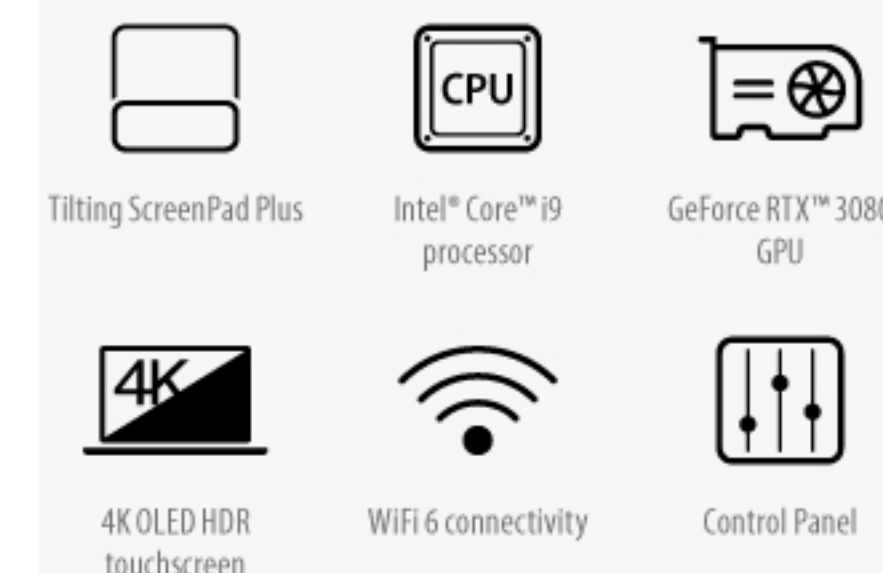 CPU
Tilting ScreenPad Plus
Intel® Core™ i9
processor
GeForce RTX™ 3080
GPU
4K
4K OLED HDR
touchscreen
WiFi 6 connectivity
Control Panel